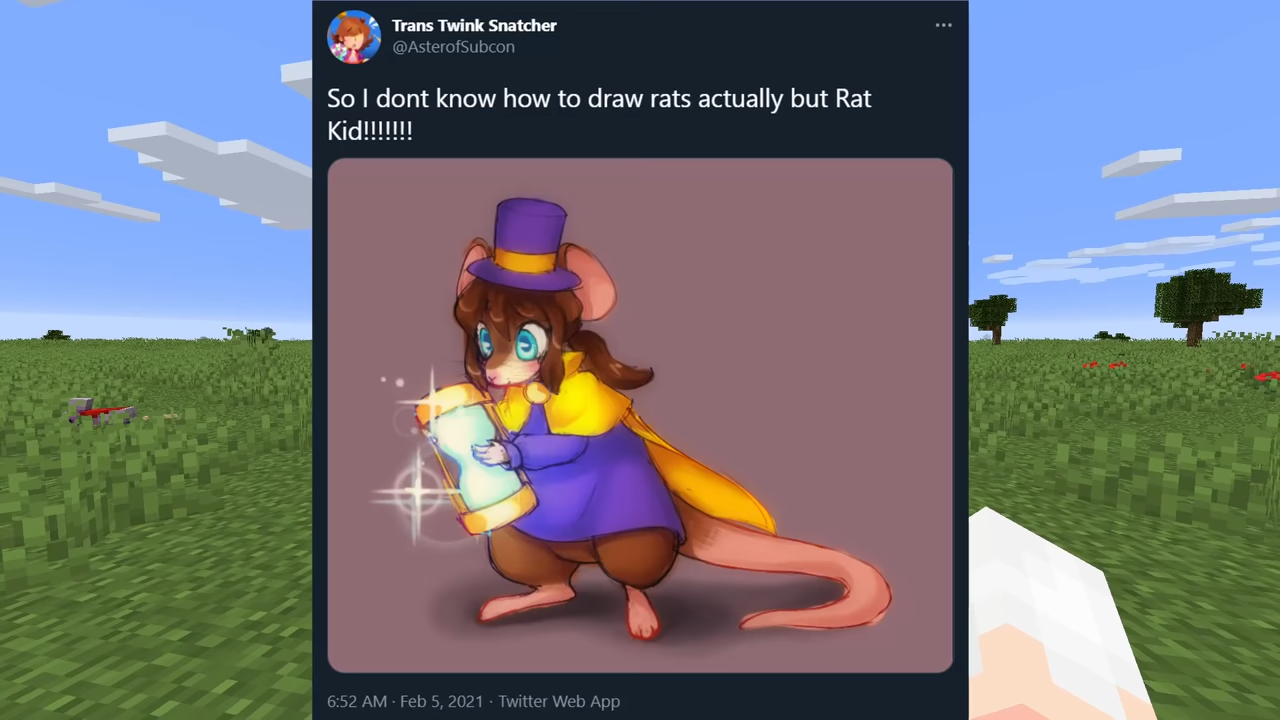 Trans Twink Snatcher
@AsterofSubcon
So I dont know how to draw rats actually but Rat
Kid!!!!!!!
6:52 AM · Feb 5, 2021 · Twitter Web App